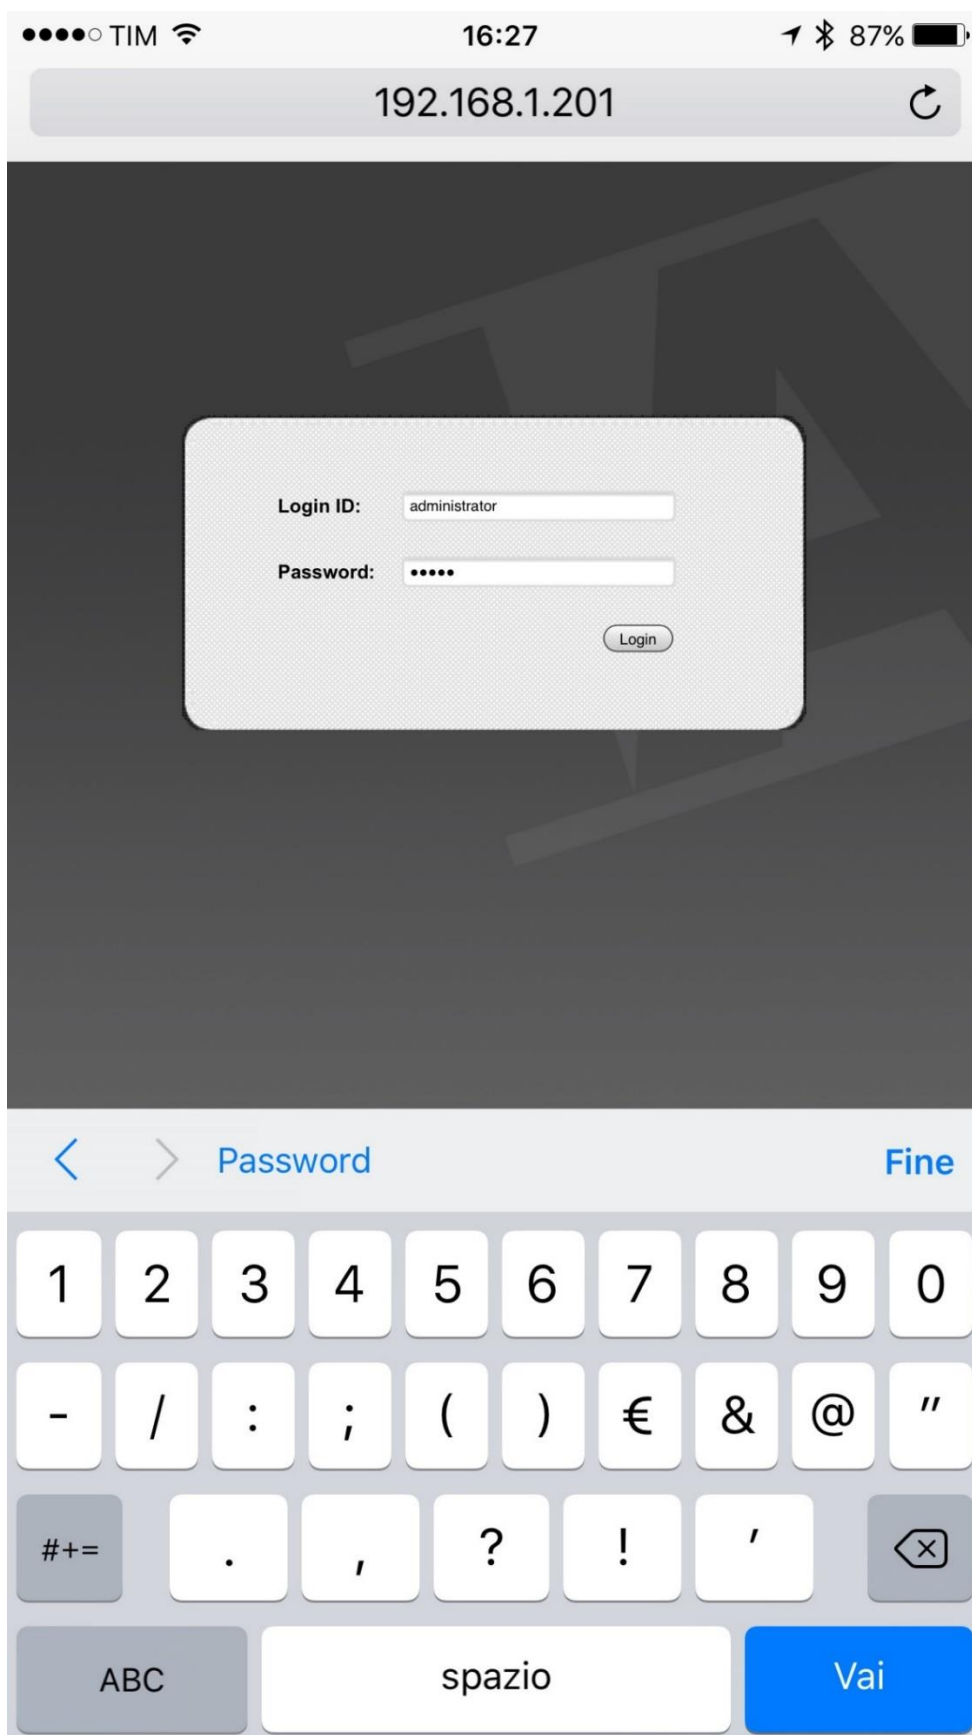 TIM 16:27 87%
192.168.1.201
Login ID: administrator
Password: •••••
Login
Password Fine
1 2 3 4 5 6 7 8 9 0
- / : ; ( ) € & @ "
#+= . , ? ! '
ABC spazio Vai